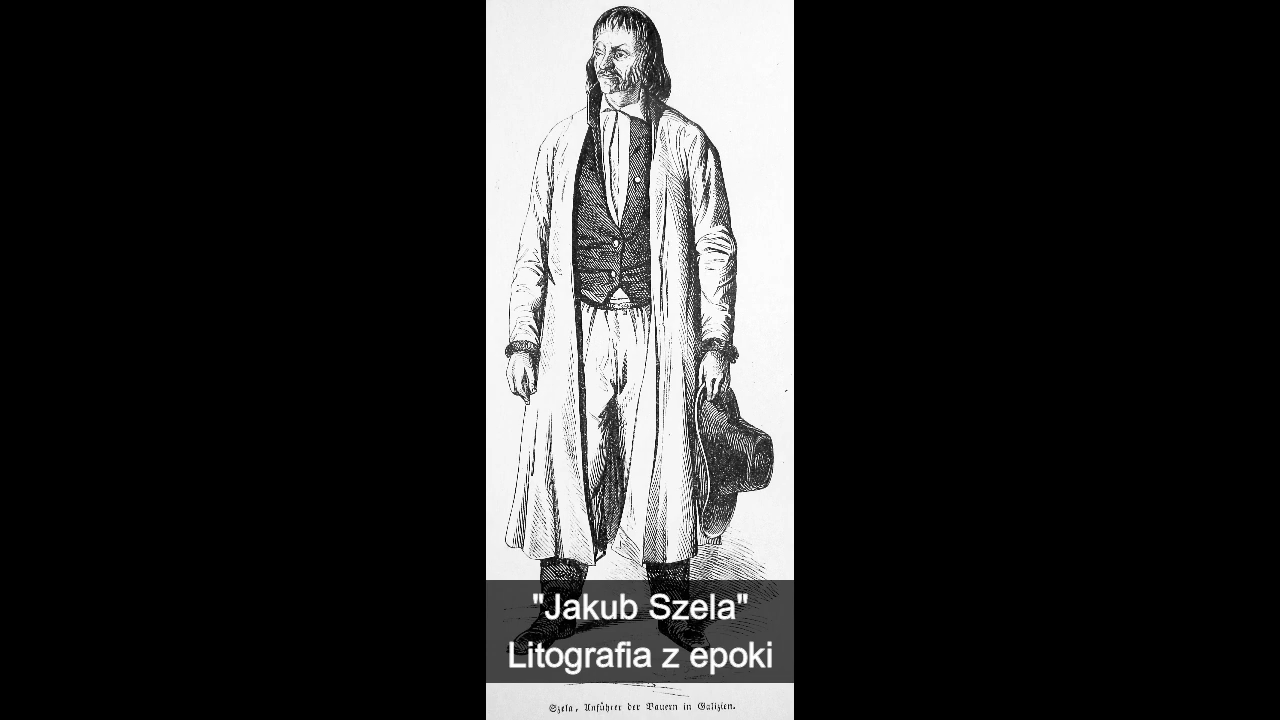 "Jakub Szela"
Litografia z epoki
Szela, Anführer der Bauern in Galizien.